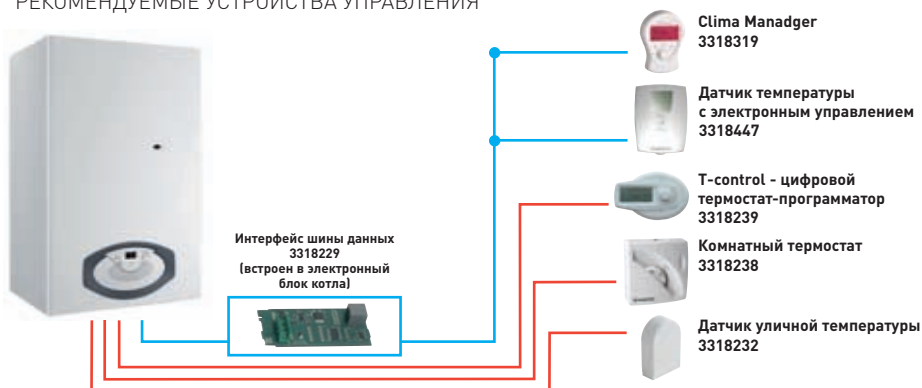 РЕКОМЕНДУЕМЫЕ УСТРОЙСТВА УПРАВЛЕНИЯ
Clima Manadger
3318319
Датчик температуры
с электронным управлением
3318447
T-control - цифровой
термостат-программатор
3318239
Интерфейс шины данных
3318229
(встроен в электронный
блок котла)
Комнатный термостат
3318238
Датчик уличной температуры
3318232